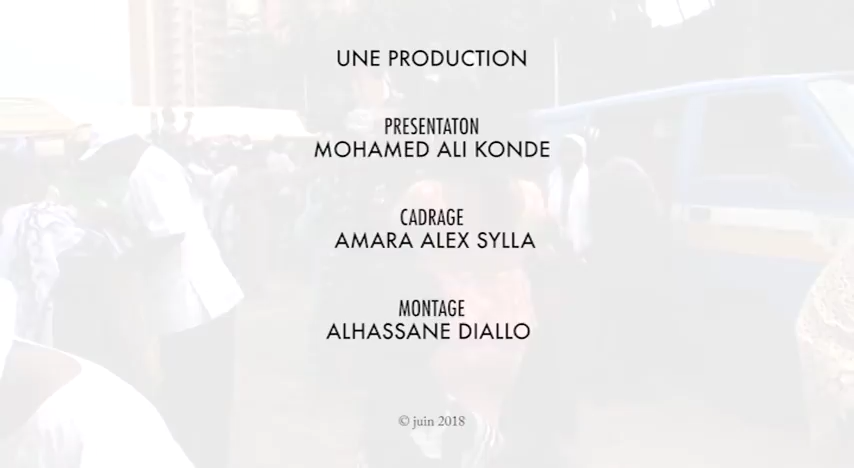 UNE PRODUCTION
PRESENTATON
MOHAMED ALI KONDE
CADRAGE
AMARA ALEX SYLLA
MONTAGE
ALHASSANE DIALLO
© juin 2018